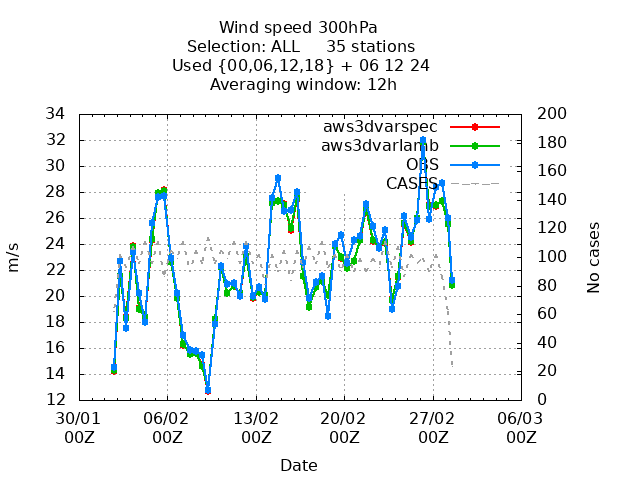 Wind speed 300hPa
Selection: ALL     35 stations
Used {00,06,12,18} + 06 12 24
Averaging window: 12h
34 200
32 180
30 160
28 140
26 120
24 100
22 80
20 60
18 40
16 20
14 0
12
m/s
No cases
aws3dvarspec
aws3dvarlamb
OBS
CASES
30/01 06/02 13/02 20/02 27/02 06/03
00Z 00Z 00Z 00Z 00Z 00Z
Date